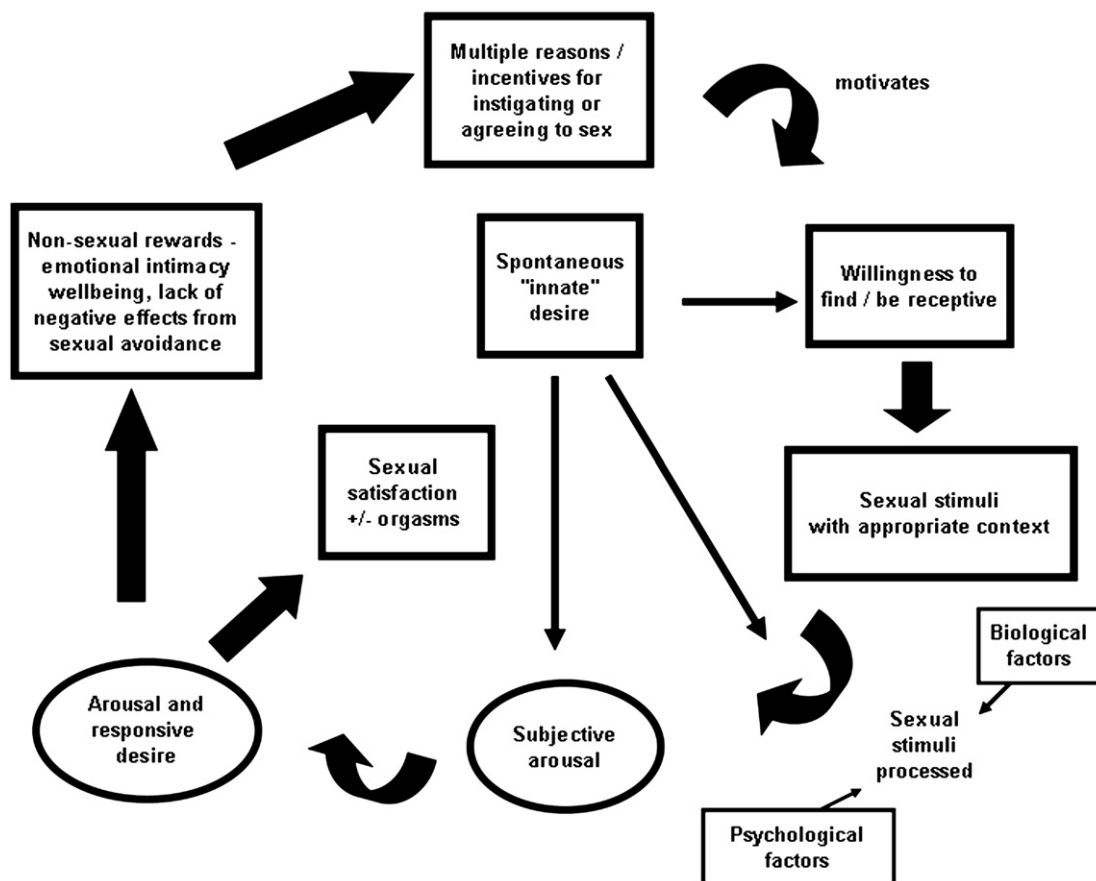 Multiple reasons /
incentives for
instigating or
agreeing to sex
motivates
Non-sexual rewards -
emotional intimacy
wellbeing, lack of
negative effects from
sexual avoidance
Spontaneous
"innate"
desire
Willingness to
find / be receptive
Sexual
satisfaction
+/- orgasms
Sexual stimuli
with appropriate context
Biological
factors
Arousal and
responsive
desire
Subjective
arousal
Sexual
stimuli
processed
Psychological
factors